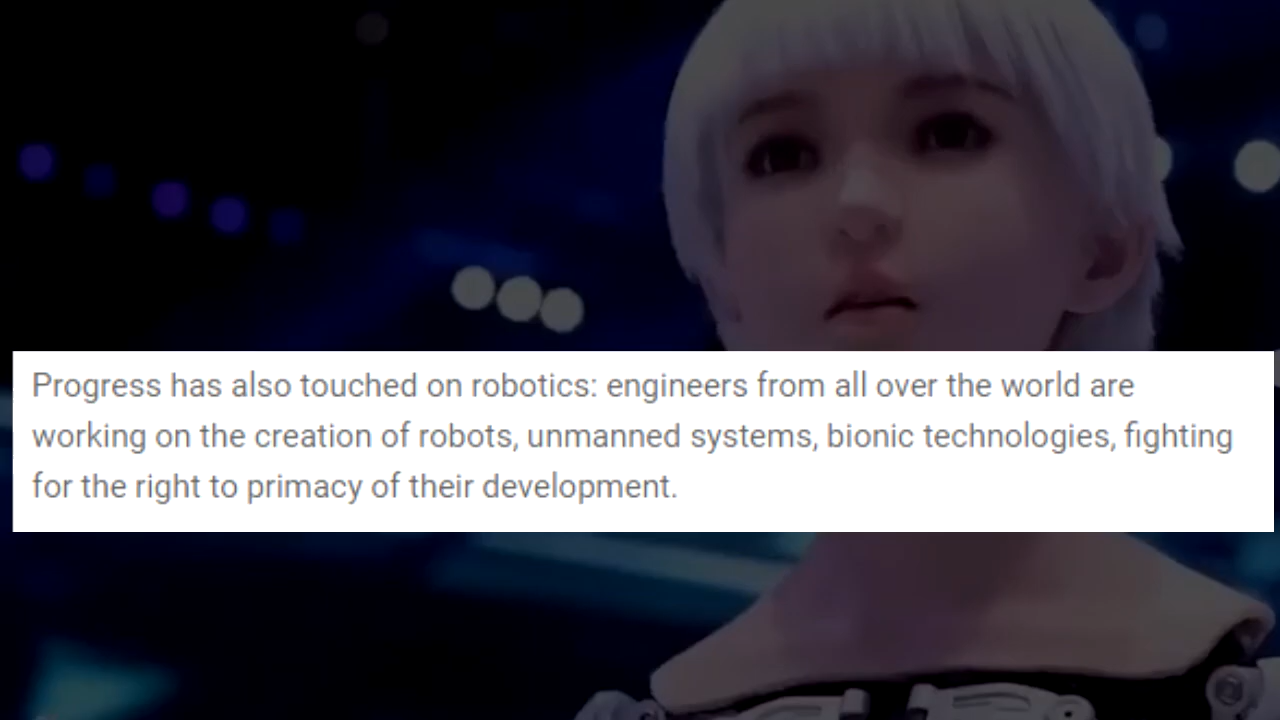 Progress has also touched on robotics: engineers from all over the world are
working on the creation of robots, unmanned systems, bionic technologies, fighting
for the right to primacy of their development.